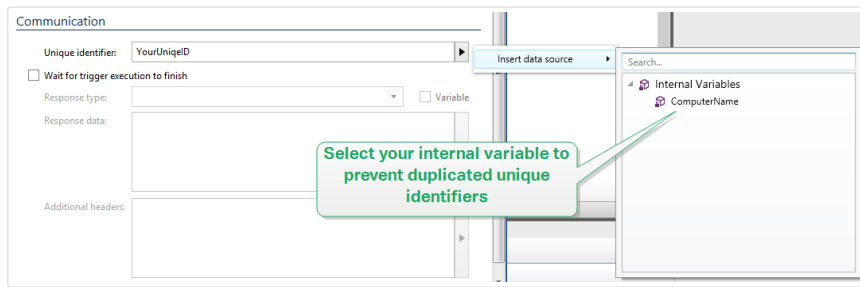 Communication
Unique identifier: YourUniqeID
Insert data source
Search...
Wait for trigger execution to finish
Internal Variables
ComputerName
Response type:
Variable
Response data:
Select your internal variable to
prevent duplicated unique
identifiers
Additional headers: